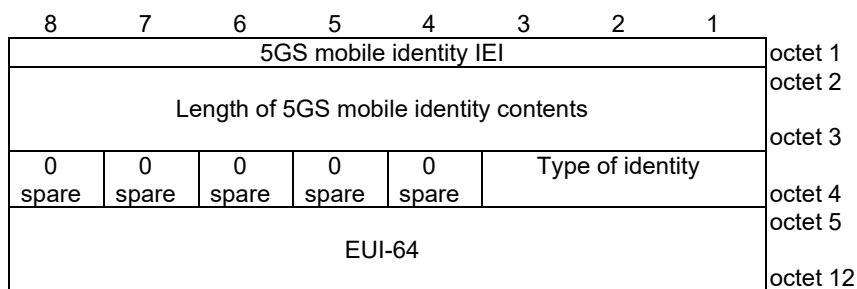 8 7 6 5 4 3 2 1
5GS mobile identity IEI octet 1
octet 2
Length of 5GS mobile identity contents
octet 3
0 0 0 0 0 Type of identity
spare spare spare spare spare octet 4
octet 5
EUI-64
octet 12